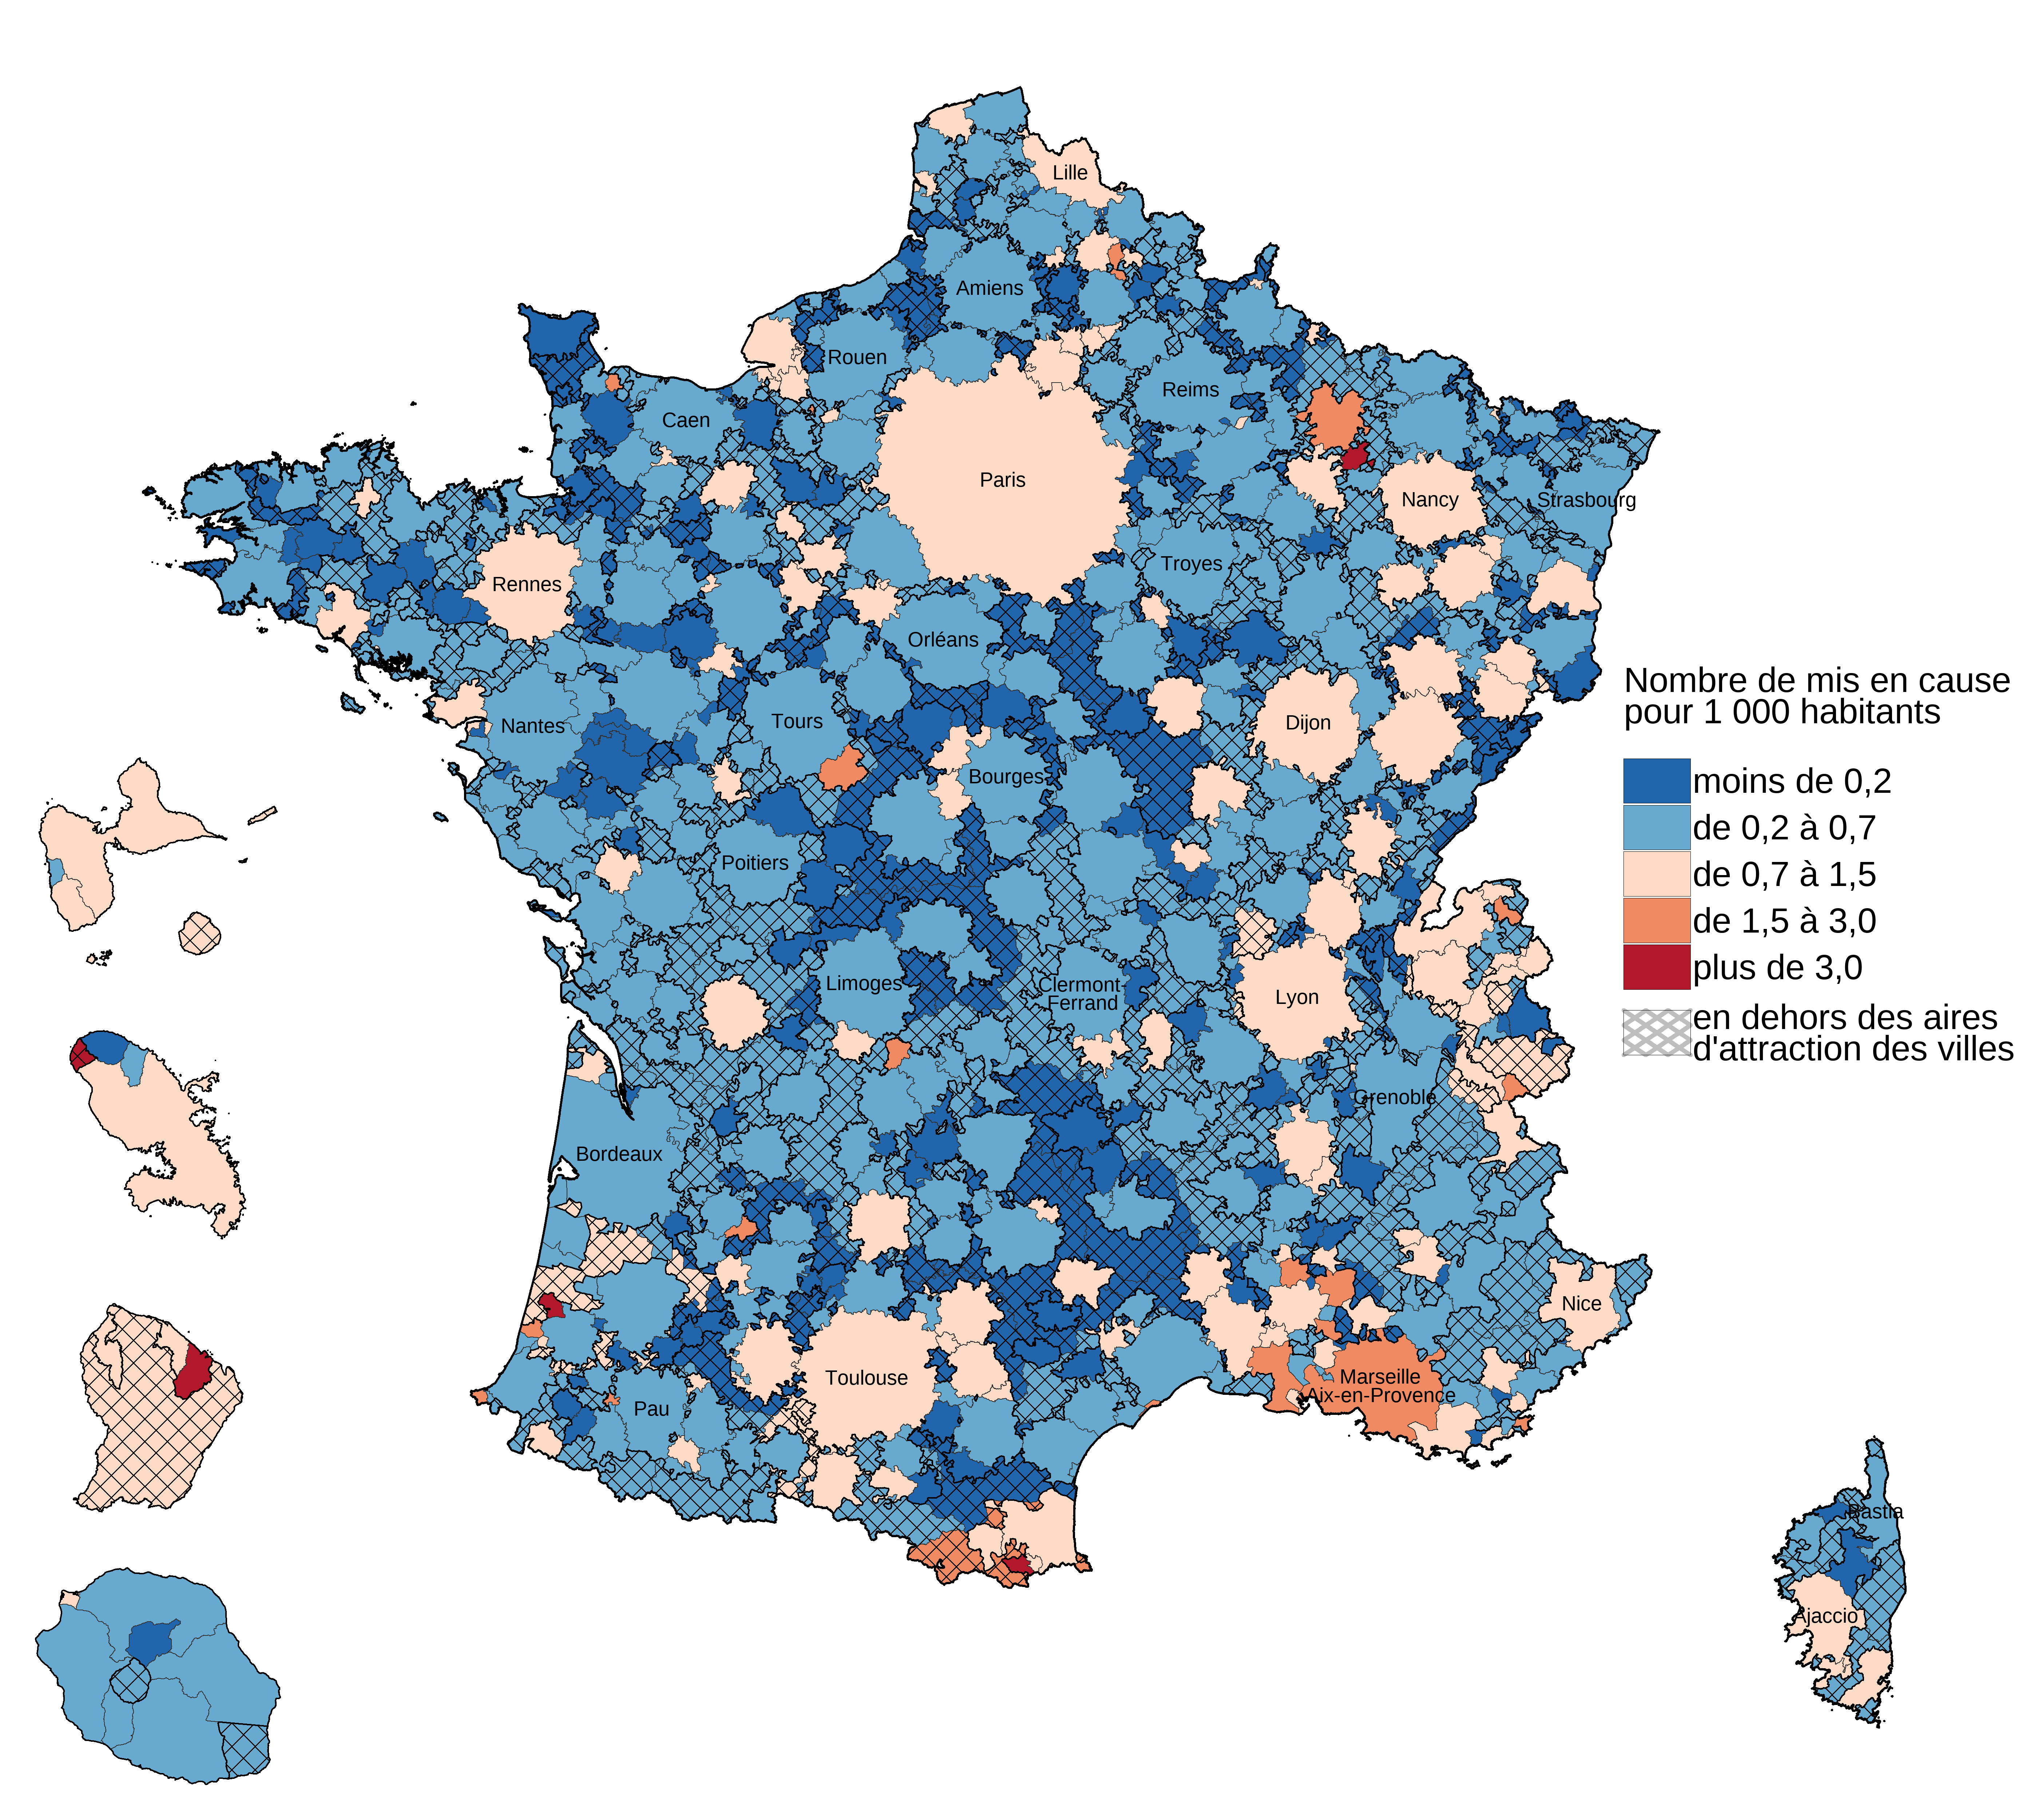 Lille
Amiens
Rouen
Reims
Caen
Paris
Nancy
Strasbourg
Troyes
Rennes
Orléans
Nantes
Tours
Dijon
Bourges
Poitiers
Limoges
Clermont-
Ferrand
Lyon
Grenoble
Bordeaux
Nice
Toulouse
Marseille
Aix-en-Provence
Pau
Bastia
Ajaccio
Nombre de mis en cause
pour 1 000 habitants
moins de 0,2
de 0,2 à 0,7
de 0,7 à 1,5
de 1,5 à 3,0
plus de 3,0
en dehors des aires
d'attraction des villes